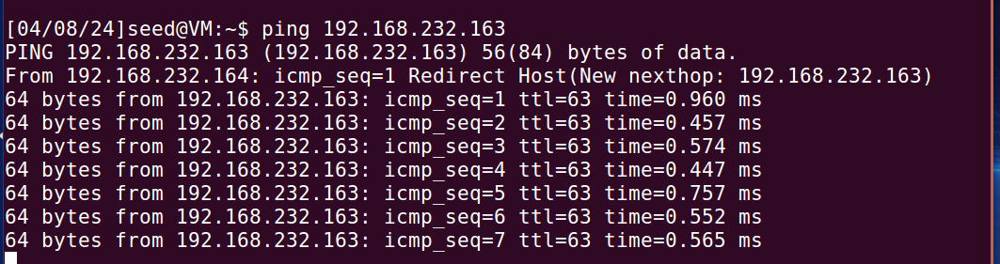 [04/08/24]seed@VM:~$ ping 192.168.232.163
PING 192.168.232.163 (192.168.232.163) 56(84) bytes of data.
From 192.168.232.164: icmp_seq=1 Redirect Host(New nexthop: 192.168.232.163)
64 bytes from 192.168.232.163: icmp_seq=1 ttl=63 time=0.960 ms
64 bytes from 192.168.232.163: icmp_seq=2 ttl=63 time=0.457 ms
64 bytes from 192.168.232.163: icmp_seq=3 ttl=63 time=0.574 ms
64 bytes from 192.168.232.163: icmp_seq=4 ttl=63 time=0.447 ms
64 bytes from 192.168.232.163: icmp_seq=5 ttl=63 time=0.757 ms
64 bytes from 192.168.232.163: icmp_seq=6 ttl=63 time=0.552 ms
64 bytes from 192.168.232.163: icmp_seq=7 ttl=63 time=0.565 ms